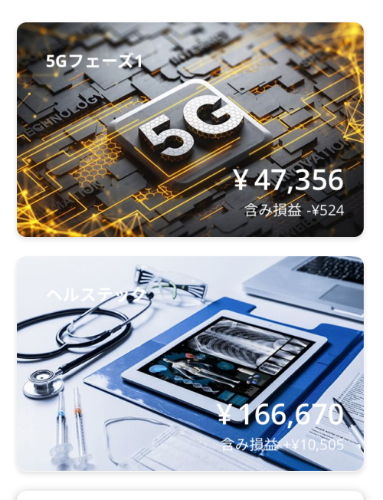 5Gフェーズ1
5G
TECHNOLOGY
¥ 47,356
含み損益 -¥524
ヘルステック
¥ 166,670
含み損益 +¥10,505